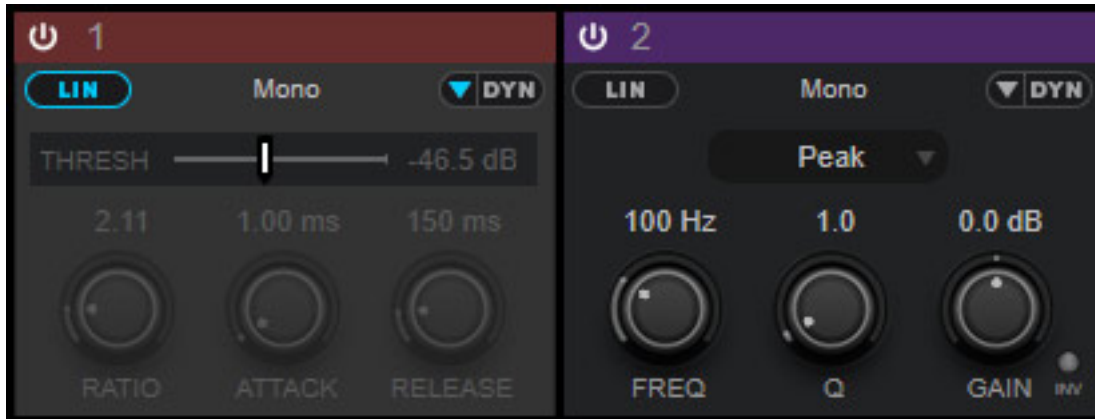 1
LIN Mono DYN
THRESH -46.5 dB
2.11 1.00 ms 150 ms
RATIO ATTACK RELEASE
2
LIN Mono DYN
Peak
100 Hz 1.0 0.0 dB
FREQ Q GAIN INV